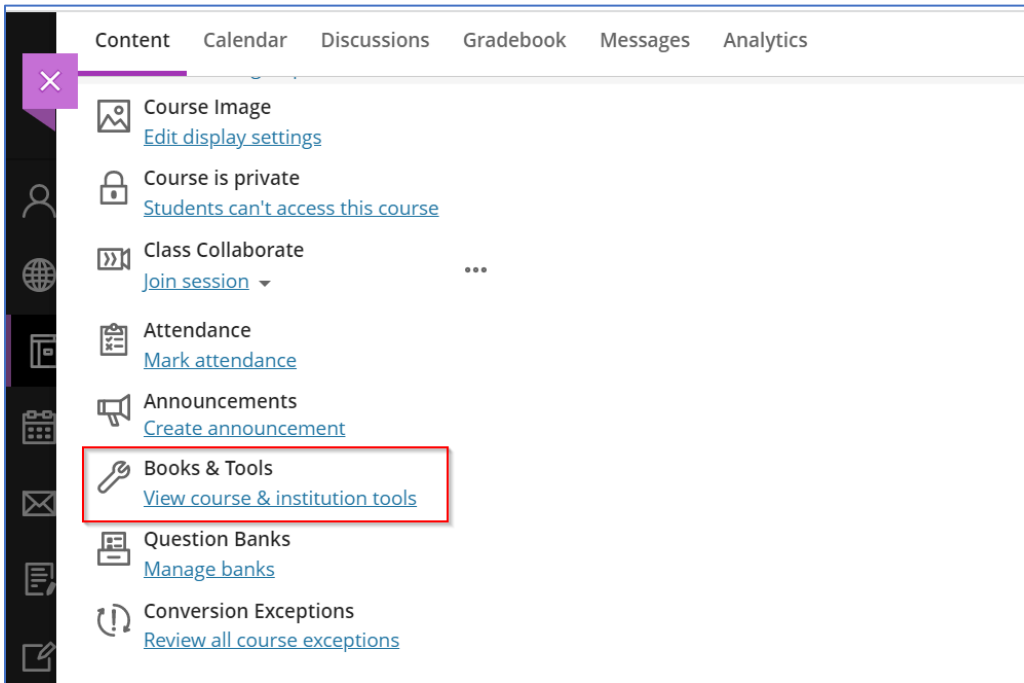 Content Calendar Discussions Gradebook Messages Analytics
Course Image
Edit display settings
Course is private
Students can't access this course
Class Collaborate
Join session
Attendance
Mark attendance
Announcements
Create announcement
Books & Tools
View course & institution tools
Question Banks
Manage banks
Conversion Exceptions
Review all course exceptions